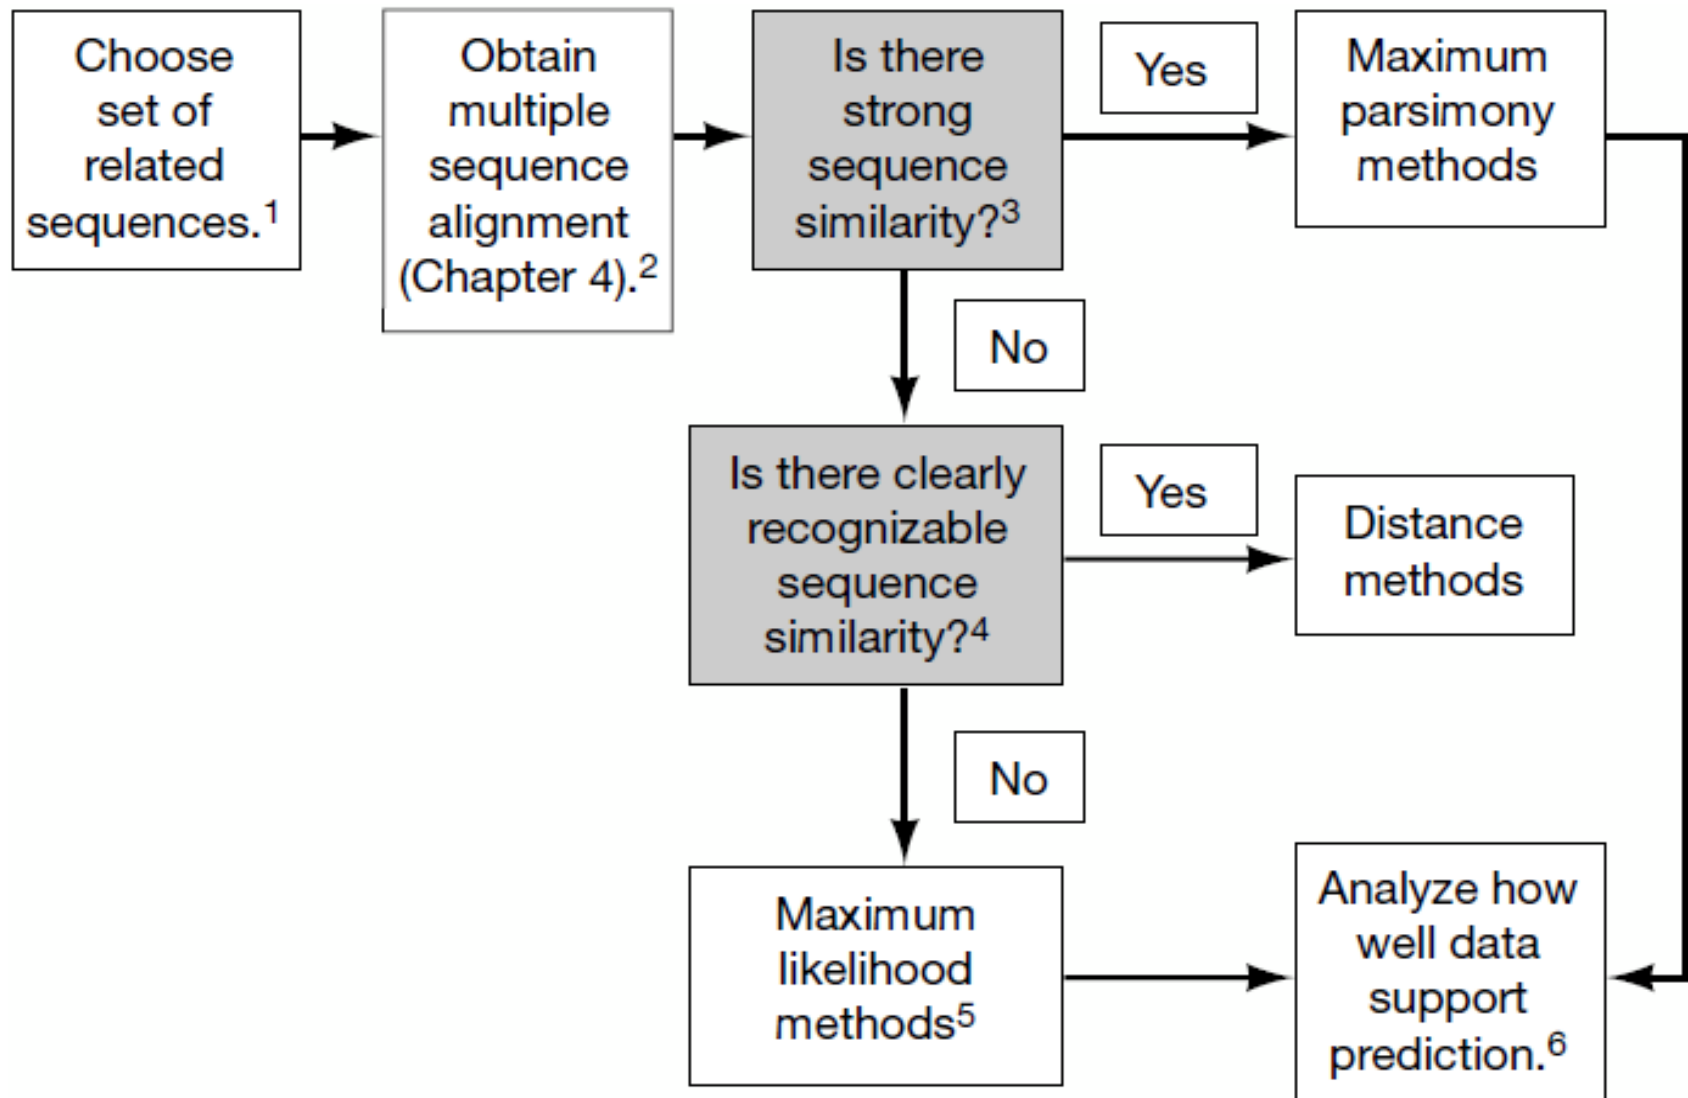 Choose
set of
related
sequences.1
Obtain
multiple
sequence
alignment
(Chapter 4).2
Is there
strong
sequence
similarity?3
Yes
Maximum
parsimony
methods
No
Is there clearly
recognizable
sequence
similarity?4
Yes
Distance
methods
No
Maximum
likelihood
methods5
Analyze how
well data
support
prediction.6